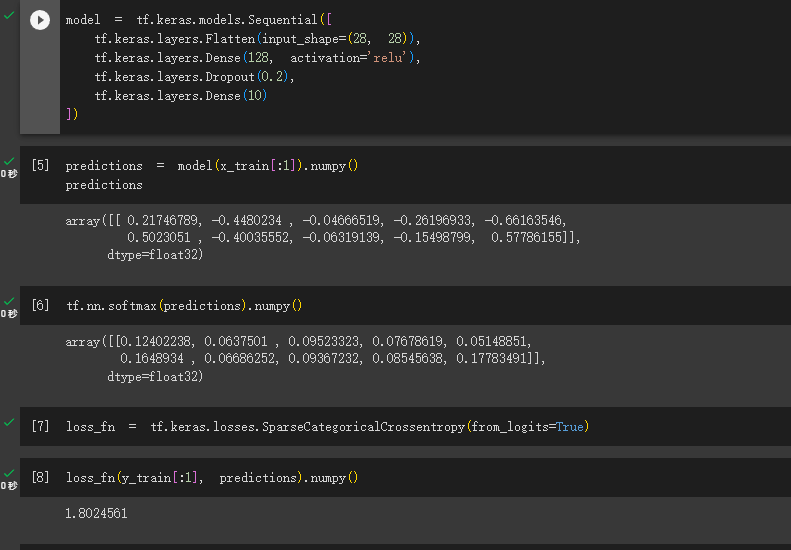 model = tf.keras.models.Sequential([
    tf.keras.layers.Flatten(input_shape=(28, 28)),
    tf.keras.layers.Dense(128, activation='relu'),
    tf.keras.layers.Dropout(0.2),
    tf.keras.layers.Dense(10)
])
[5] predictions = model(x_train[:1]).numpy()
0秒 predictions
array([[ 0.21746789, -0.4480234 , -0.04666519, -0.26196933, -0.66163546,
         0.5023051 , -0.40035552, -0.06319139, -0.15498799,  0.57786155]],
      dtype=float32)
[6] tf.nn.softmax(predictions).numpy()
0秒
array([[0.12402238, 0.0637501 , 0.09523323, 0.07678619, 0.05148851,
        0.1648934 , 0.06686252, 0.09367232, 0.08545638, 0.17783491]],
      dtype=float32)
[7] loss_fn = tf.keras.losses.SparseCategoricalCrossentropy(from_logits=True)
[8] loss_fn(y_train[:1], predictions).numpy()
0秒
1.8024561